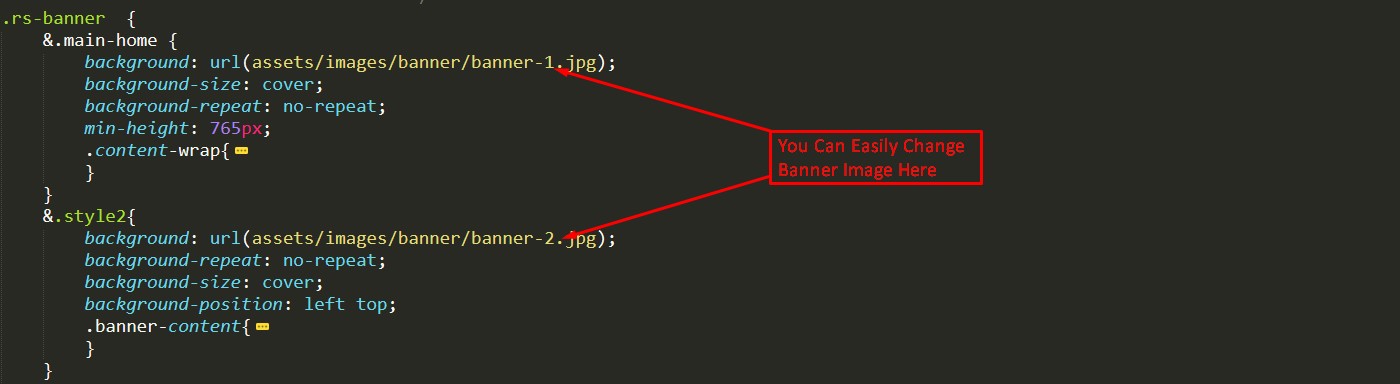 .rs-banner  {
    &.main-home {
        background: url(assets/images/banner/banner-1.jpg);
        background-size: cover;
        background-repeat: no-repeat;
        min-height: 765px;
        .content-wrap{
        }
    }
    &.style2{
        background: url(assets/images/banner/banner-2.jpg);
        background-repeat: no-repeat;
        background-size: cover;
        background-position: left top;
        .banner-content{
        }
    }
You Can Easily Change
Banner Image Here